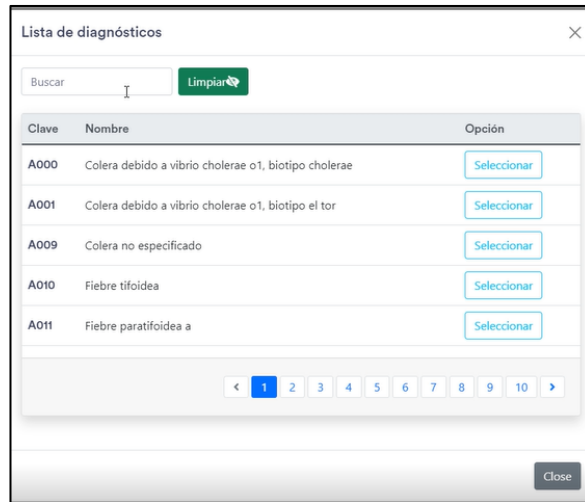 Lista de diagnósticos
Buscar Limpiar
Clave Nombre Opción
A000 Colera debido a vibrio cholerae o1, biotipo cholerae Seleccionar
A001 Colera debido a vibrio cholerae o1, biotipo el tor Seleccionar
A009 Colera no especificado Seleccionar
A010 Fiebre tifoidea Seleccionar
A011 Fiebre paratifoidea a Seleccionar
1 2 3 4 5 6 7 8 9 10
Close